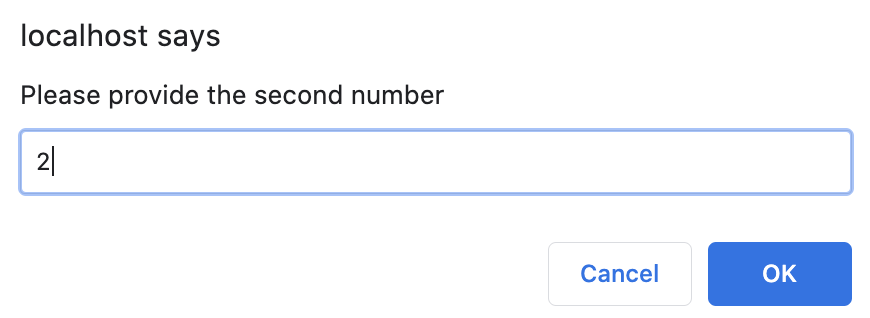 localhost says
Please provide the second number
2
Cancel OK